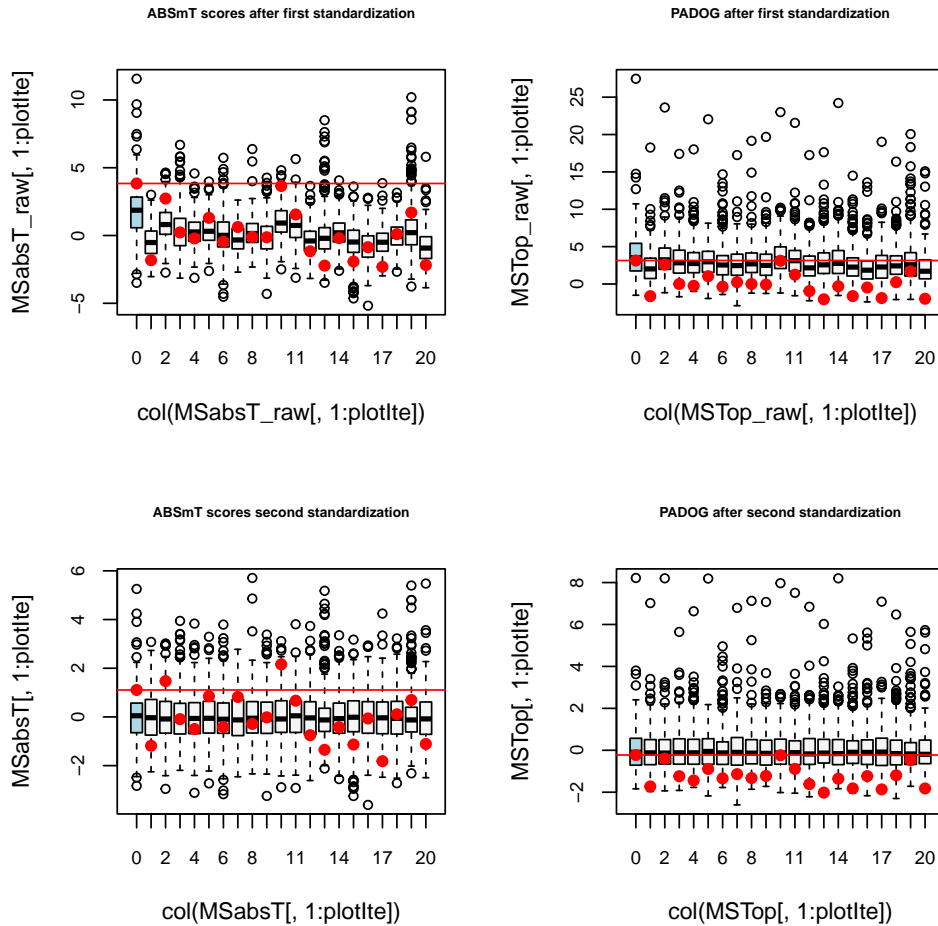 ABSmT scores after first standardization
MSabsT_raw[, 1:plotIte]
10
5
0
−5
0 2 4 6 8 11 14 17 20
col(MSabsT_raw[, 1:plotIte])
PADOG after first standardization
MSTop_raw[, 1:plotIte]
25
20
15
10
5
0
0 2 4 6 8 11 14 17 20
col(MSTop_raw[, 1:plotIte])
ABSmT scores second standardization
MSabsT[, 1:plotIte]
6
4
2
0
−2
0 2 4 6 8 11 14 17 20
col(MSabsT[, 1:plotIte])
PADOG after second standardization
MSTop[, 1:plotIte]
8
6
4
2
0
−2
0 2 4 6 8 11 14 17 20
col(MSTop[, 1:plotIte])